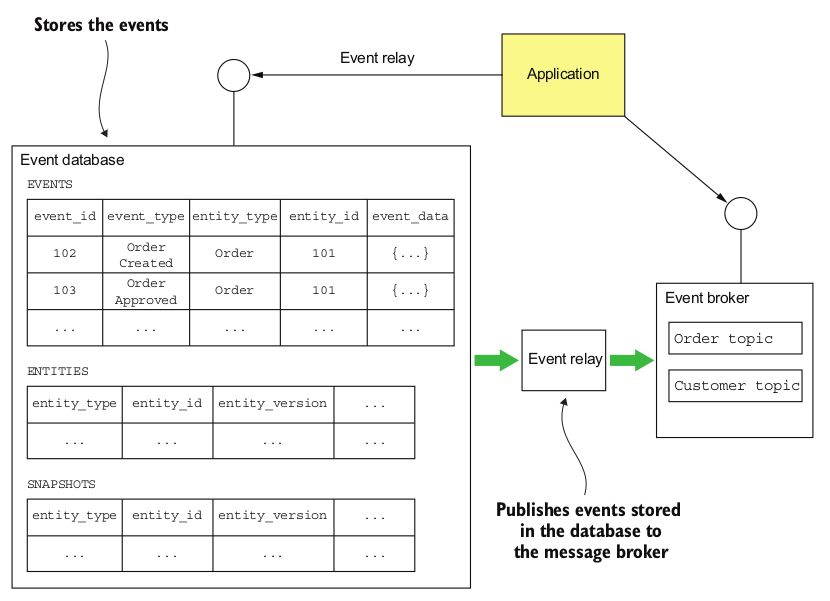 Stores the events
Event relay
Application
Event database
EVENTS
event_id event_type entity_type entity_id event_data
102 Order Created Order 101 {...}
103 Order Approved Order 101 {...}
... ... ... ... ...
ENTITIES
entity_type entity_id entity_version ...
... ... ... ...
SNAPSHOTS
entity_type entity_id entity_version ...
... ... ... ...
Event relay
Event broker
Order topic
Customer topic
Publishes events stored
in the database to
the message broker